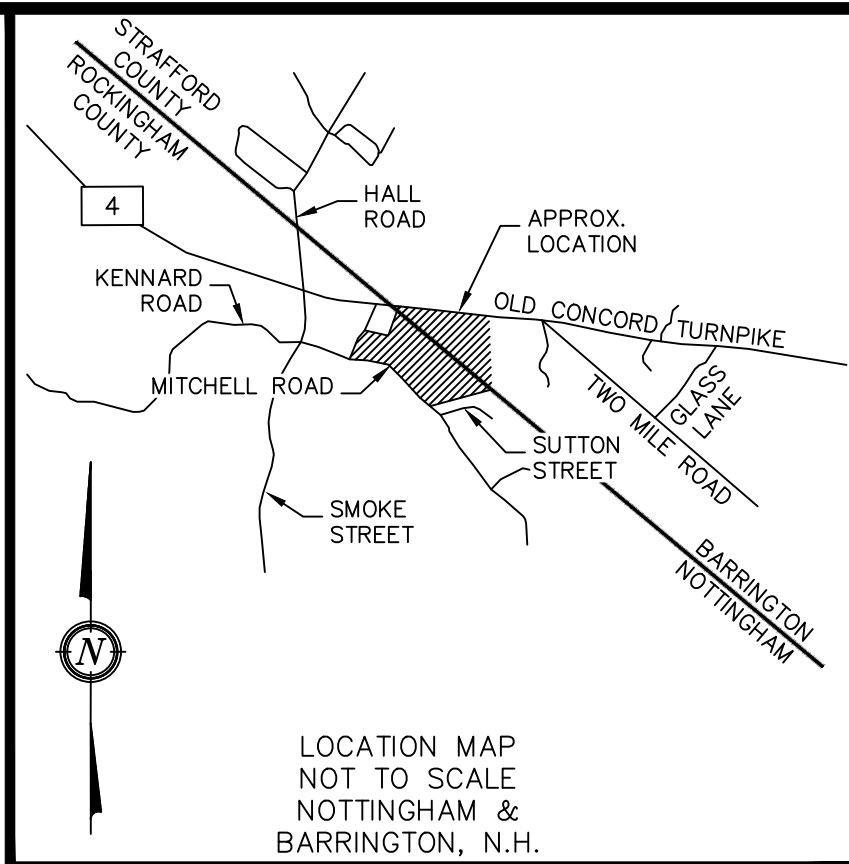 STRAFFORD
COUNTY
ROCKINGHAM
COUNTY
4
HALL
ROAD
APPROX.
LOCATION
KENNARD
ROAD
OLD CONCORD TURNPIKE
MITCHELL ROAD
TWO MILE ROAD
GLASS
LANE
SUTTON
STREET
SMOKE
STREET
BARRINGTON
NOTTINGHAM
N
LOCATION MAP
NOT TO SCALE
NOTTINGHAM &
BARRINGTON, N.H.